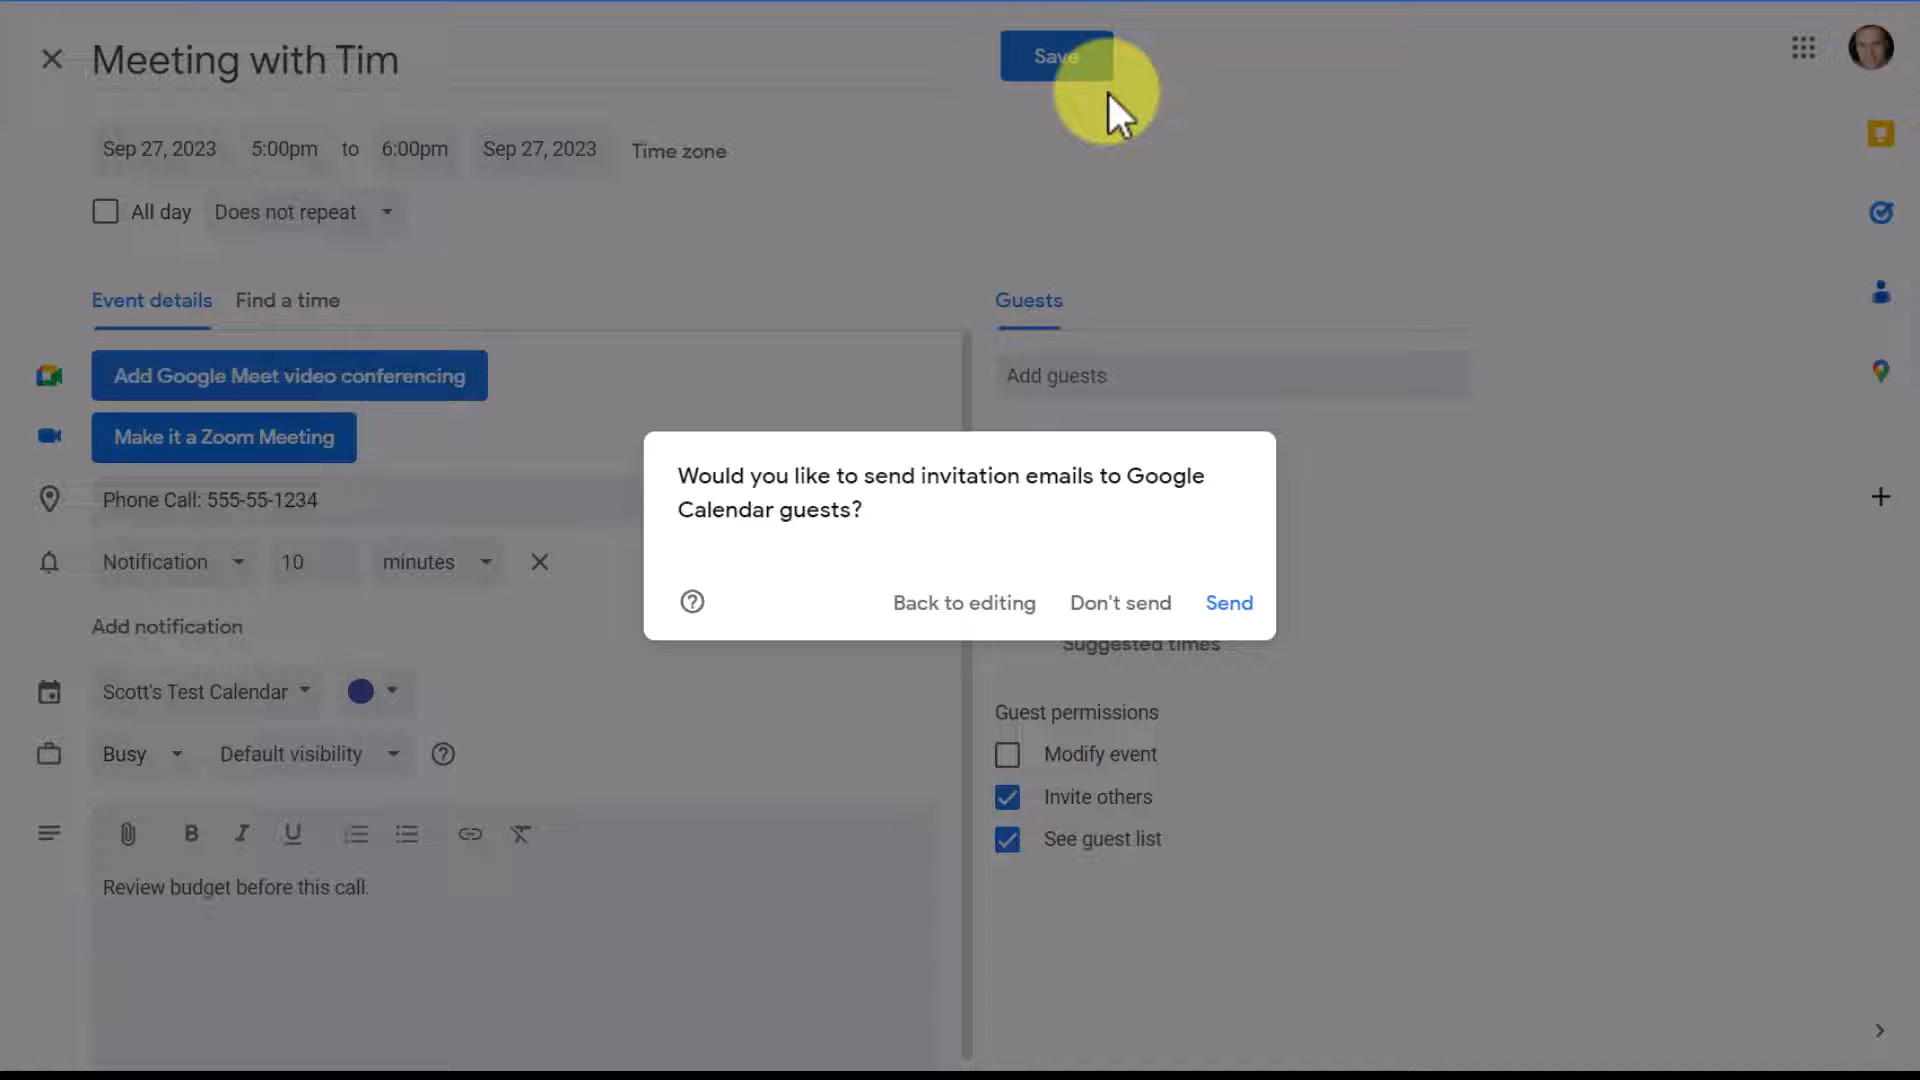 Meeting with Tim
Save
Sep 27, 2023 5:00pm to 6:00pm Sep 27, 2023 Time zone
All day Does not repeat
Event details Find a time
Guests
Add Google Meet video conferencing
Add guests
Make it a Zoom Meeting
Phone Call: 555-55-1234
Would you like to send invitation emails to Google
Calendar guests?
Back to editing Don't send Send
Notification 10 minutes
Add notification
Suggested times
Scott's Test Calendar
Busy Default visibility
Guest permissions
Modify event
Invite others
See guest list
B I U
Review budget before this call.